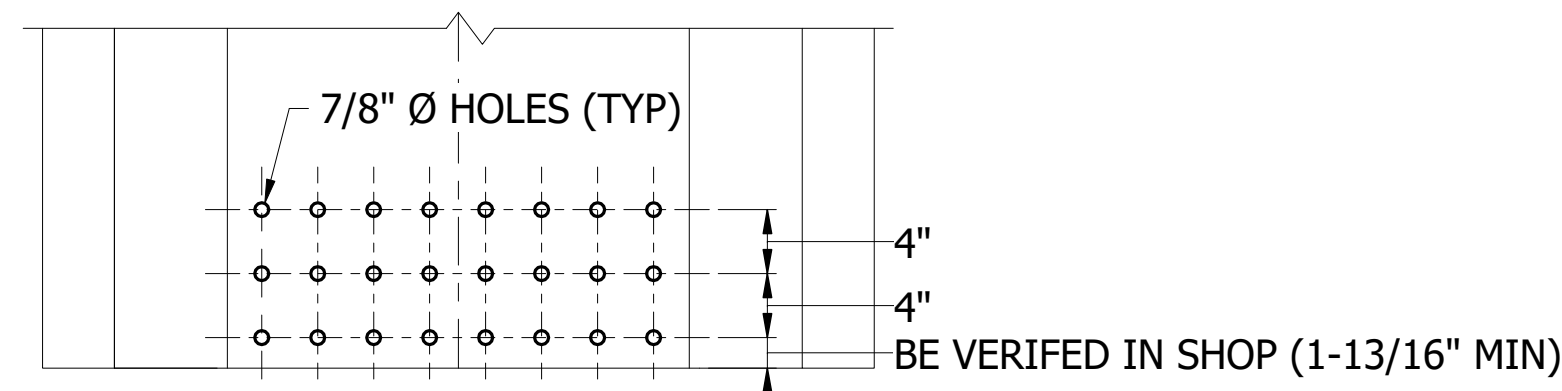 7/8" Ø HOLES (TYP)
4"
4"
BE VERIFED IN SHOP (1-13/16" MIN)